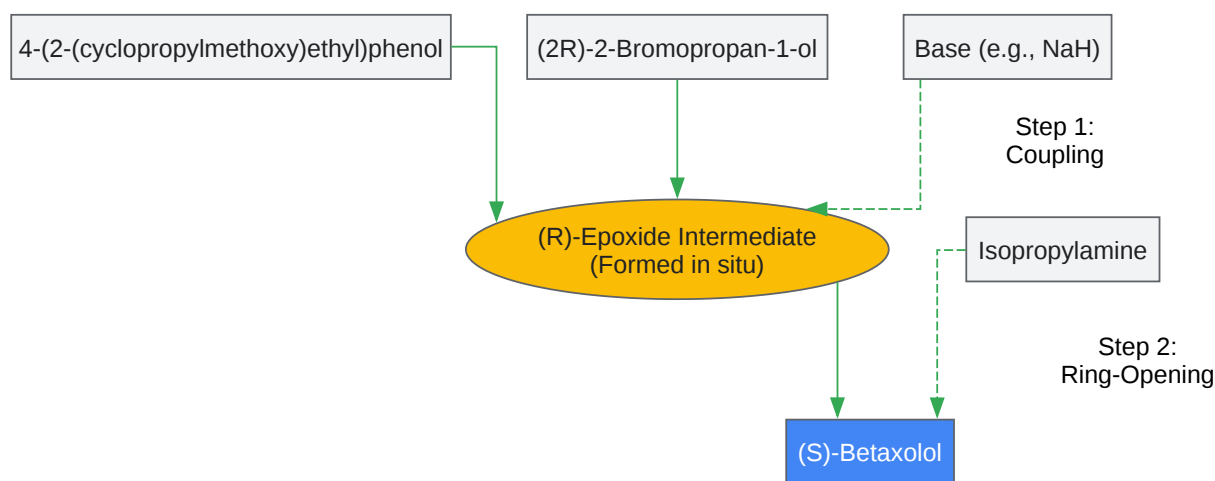 4-(2-(cyclopropylmethoxy)ethyl)phenol
(2R)-2-Bromopropan-1-ol
Base (e.g., NaH)
Step 1:
Coupling
(R)-Epoxide Intermediate
(Formed in situ)
Isopropylamine
Step 2:
Ring-Opening
(S)-Betaxolol